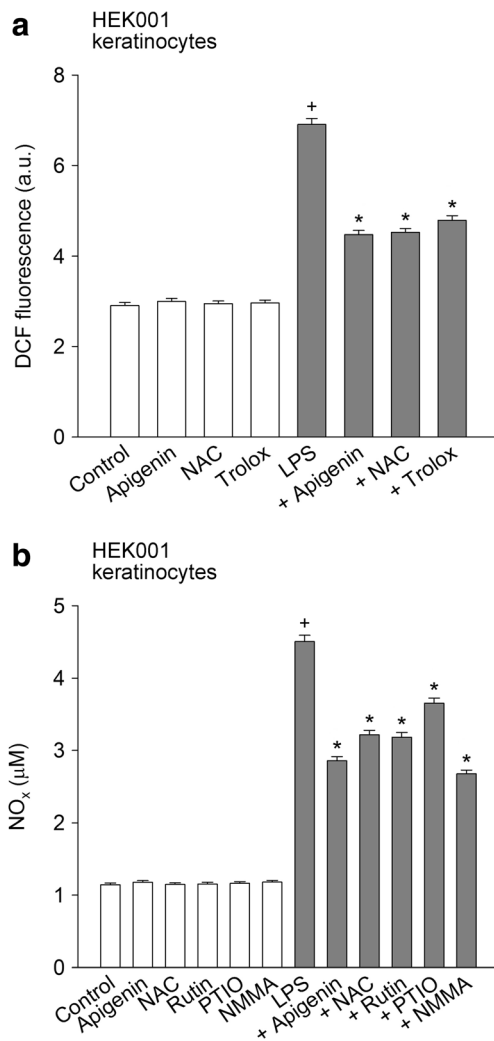 a
HEK001
keratinocytes
DCF fluorescence (a.u.)
8
6
4
2
0
+
*
*
*
Control
Apigenin
NAC
Trolox
LPS
+ Apigenin
+ NAC
+ Trolox
b
HEK001
keratinocytes
NOx (μM)
5
4
3
2
1
0
+
*
*
*
*
*
Control
Apigenin
NAC
Rutin
PTIO
NMMA
LPS
+ Apigenin
+ NAC
+ Rutin
+ PTIO
+ NMMA